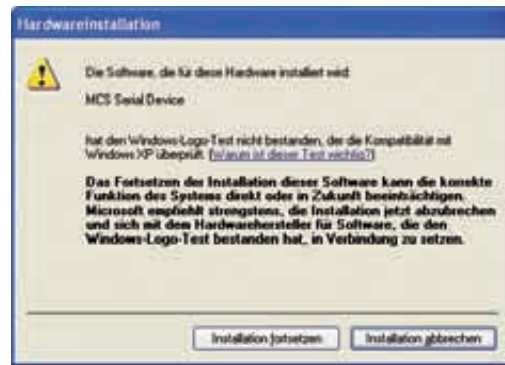 Hardwareinstallation
Die Software, die für diese Hardware installiert wird:
MCS Serial Device
hat den Windows-Logo-Test nicht bestanden, der die Kompatibilität mit
Windows XP überprüft. (Warum ist dieser Test wichtig?)
Das Fortsetzen der Installation dieser Software kann die korrekte
Funktion des Systems direkt oder in Zukunft beeinträchtigen.
Microsoft empfiehlt strengstens, die Installation jetzt abzubrechen
und sich mit dem Hardwarehersteller für Software, die den
Windows-Logo-Test bestanden hat, in Verbindung zu setzen.
Installation fortsetzen
Installation abbrechen